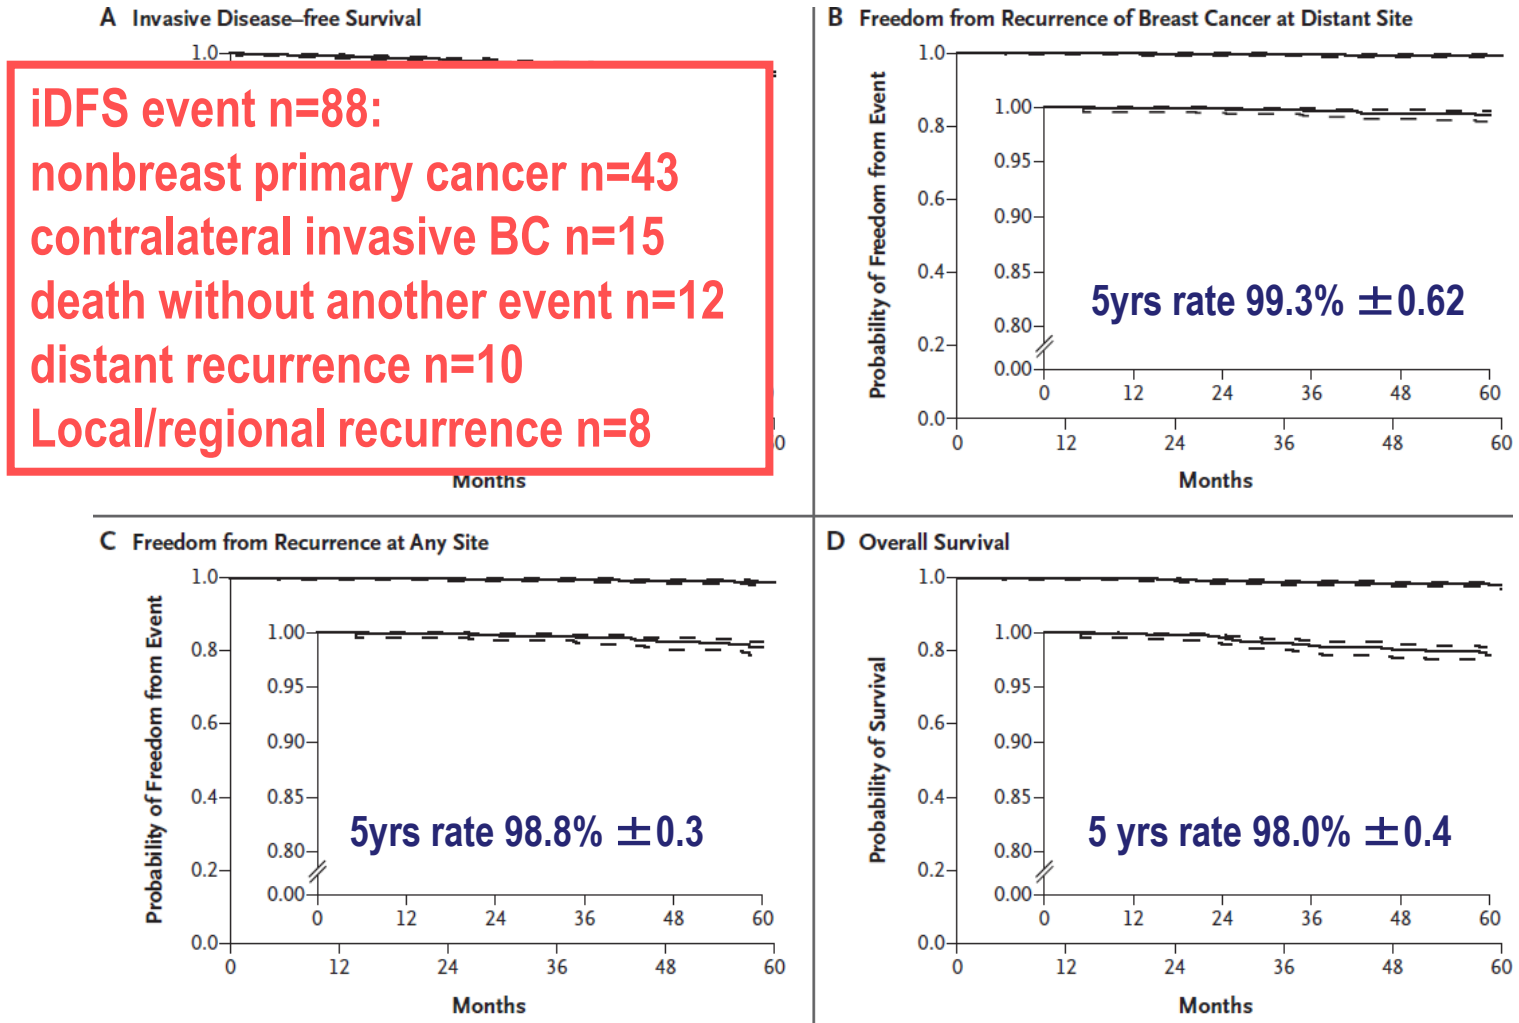 A Invasive Disease–free Survival
1.0
iDFS event n=88:
nonbreast primary cancer n=43
contralateral invasive BC n=15
death without another event n=12
distant recurrence n=10
Local/regional recurrence n=8
Months
B Freedom from Recurrence of Breast Cancer at Distant Site
Probability of Freedom from Event
1.0
0.8
0.6
0.4
0.2
0.0
1.00
0.95
0.90
0.85
0.80
0.00
5yrs rate 99.3% ±0.62
0 12 24 36 48 60
0 12 24 36 48 60
Months
C Freedom from Recurrence at Any Site
Probability of Freedom from Event
1.0
0.8
0.6
0.4
0.2
0.0
1.00
0.95
0.90
0.85
0.80
0.00
5yrs rate 98.8% ±0.3
0 12 24 36 48 60
0 12 24 36 48 60
Months
D Overall Survival
Probability of Survival
1.0
0.8
0.6
0.4
0.2
0.0
1.00
0.95
0.90
0.85
0.80
0.00
5 yrs rate 98.0% ±0.4
0 12 24 36 48 60
0 12 24 36 48 60
Months